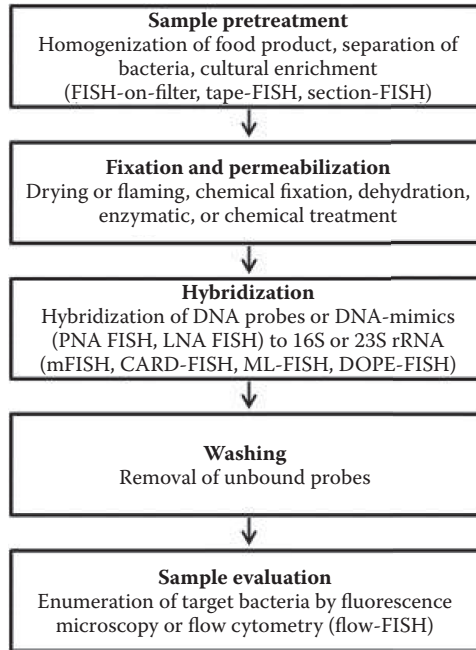 Sample pretreatment
Homogenization of food product, separation of
bacteria, cultural enrichment
(FISH-on-filter, tape-FISH, section-FISH)
Fixation and permeabilization
Drying or flaming, chemical fixation, dehydration,
enzymatic, or chemical treatment
Hybridization
Hybridization of DNA probes or DNA-mimics
(PNA FISH, LNA FISH) to 16S or 23S rRNA
(mFISH, CARD-FISH, ML-FISH, DOPE-FISH)
Washing
Removal of unbound probes
Sample evaluation
Enumeration of target bacteria by fluorescence
microscopy or flow cytometry (flow-FISH)